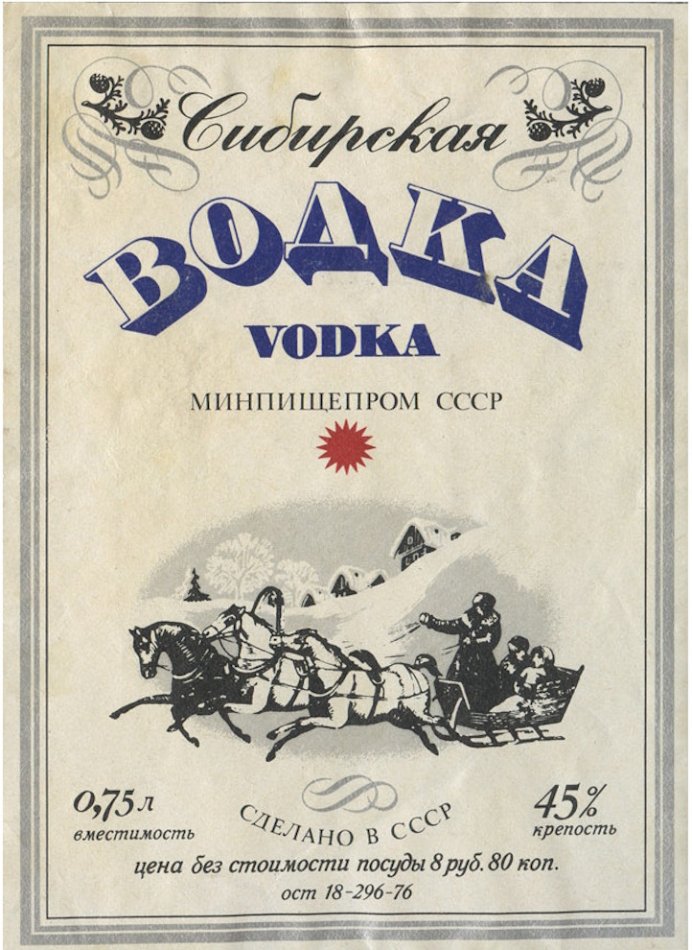 Сибирская
ВОДКА
VODKA
МИНПИЩЕПРОМ СССР
0,75 л
вместимость
СДЕЛАНО В СССР
45%
крепость
цена без стоимости посуды 8 руб. 80 коп.
ост 18-296-76